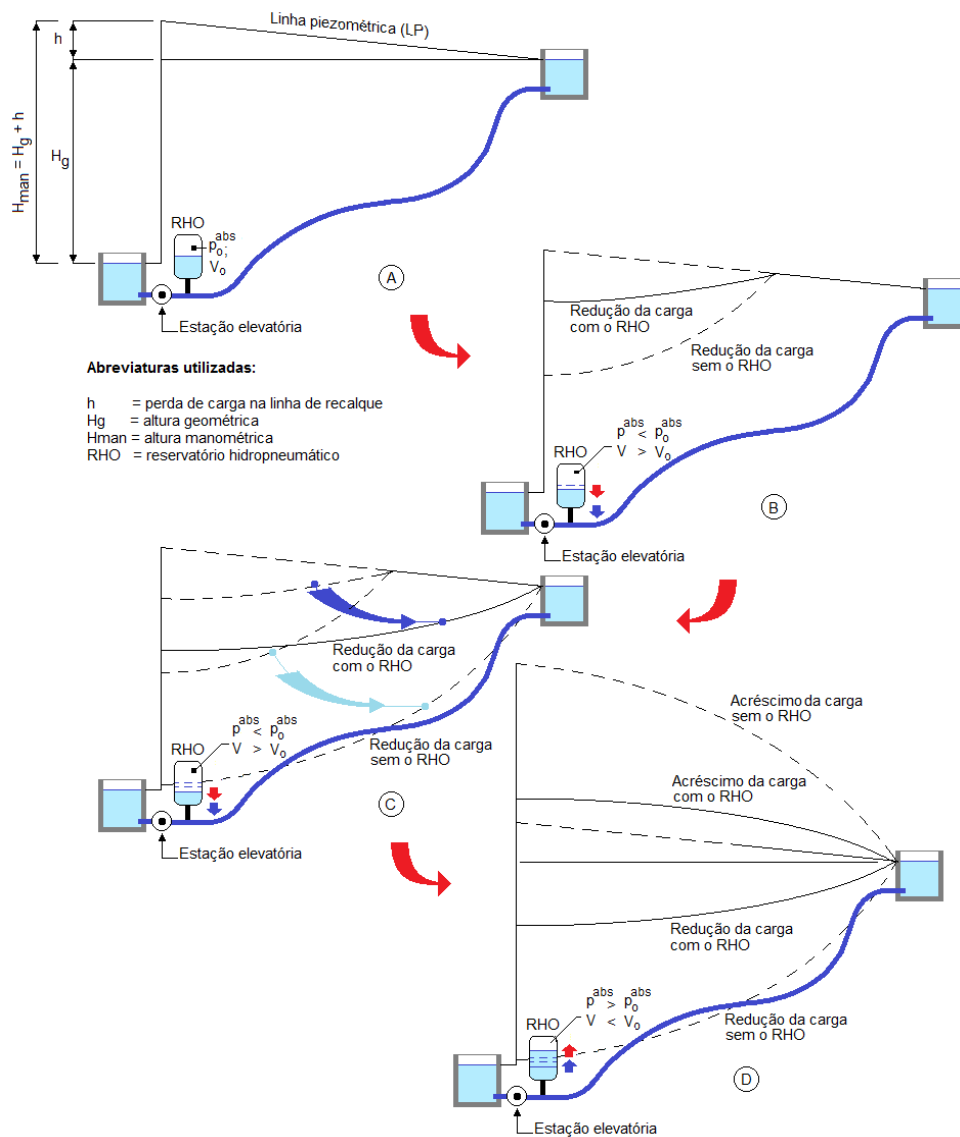 Linha piezométrica (LP)
h
Hman = Hg + h
Hg
RHO
p₀abs;
V₀
A
Estação elevatória
Abreviaturas utilizadas:
h = perda de carga na linha de recalque
Hg = altura geométrica
Hman = altura manométrica
RHO = reservatório hidropneumático
Redução da carga
com o RHO
Redução da carga
sem o RHO
pabs < p₀abs
V > V₀
RHO
B
Estação elevatória
Redução da carga
com o RHO
pabs < p₀abs
V > V₀
RHO
Redução da carga
sem o RHO
C
Estação elevatória
Acréscimo da carga
sem o RHO
Acréscimo da carga
com o RHO
Redução da carga
com o RHO
pabs > p₀abs
V < V₀
RHO
Redução da carga
sem o RHO
D
Estação elevatória